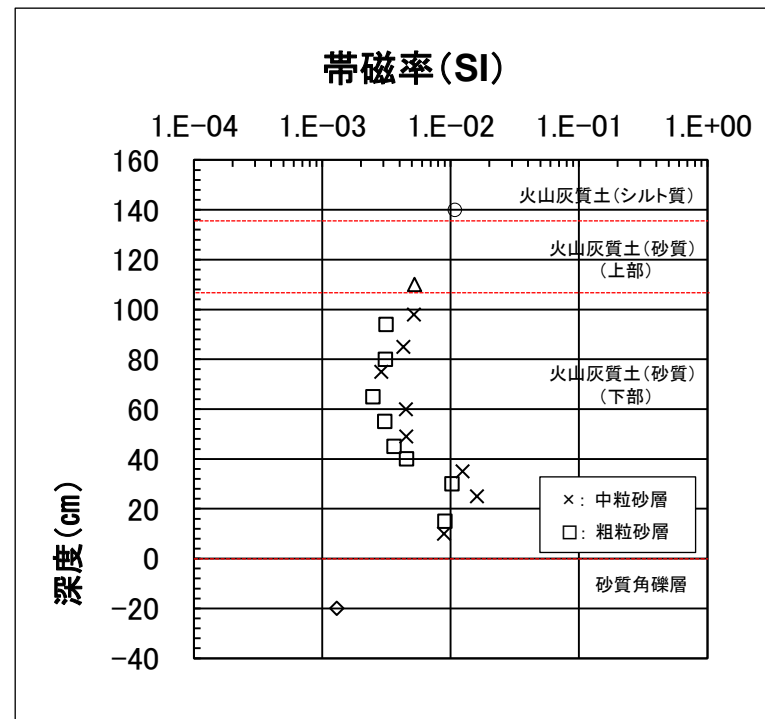 帯磁率(SI)
1.E-04 1.E-03 1.E-02 1.E-01 1.E+00
160
火山灰質土(シルト質)
140
火山灰質土(砂質)
(上部)
120
100
80
火山灰質土(砂質)
(下部)
60
40
×: 中粒砂層
20
□: 粗粒砂層
0
砂質角礫層
-20
-40
深度(cm)